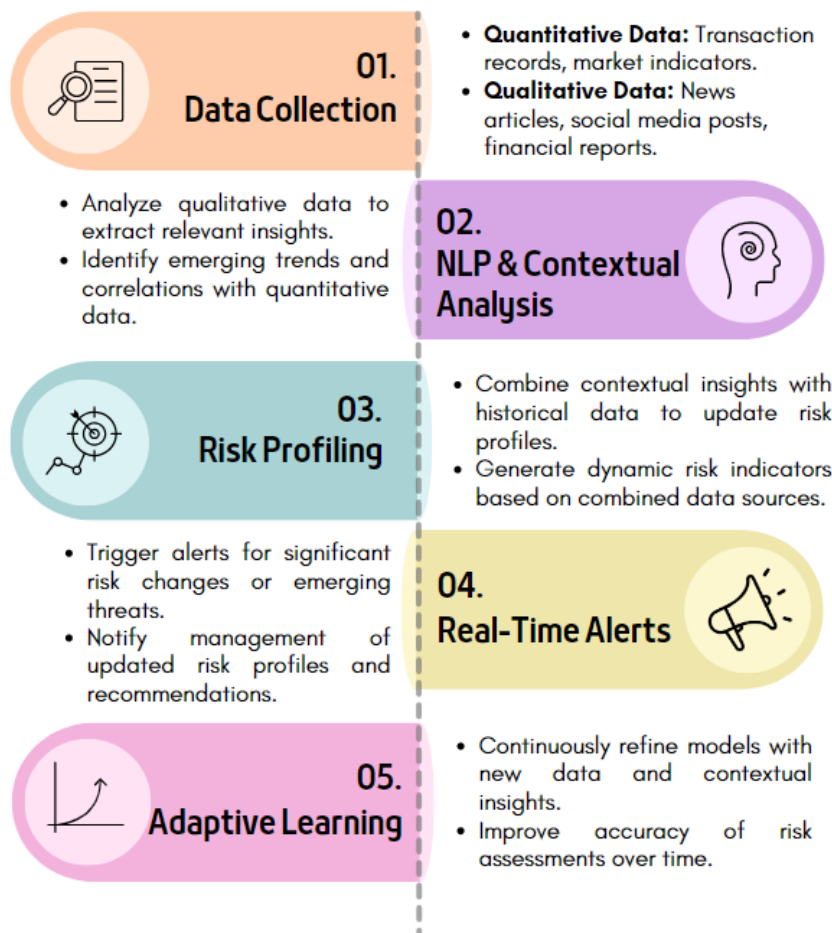 01.
Data Collection
• Quantitative Data: Transaction
records, market indicators.
• Qualitative Data: News
articles, social media posts,
financial reports.
02.
NLP & Contextual
Analysis
• Analyze qualitative data to
extract relevant insights.
• Identify emerging trends and
correlations with quantitative
data.
03.
Risk Profiling
• Combine contextual insights with
historical data to update risk
profiles.
• Generate dynamic risk indicators
based on combined data sources.
04.
Real-Time Alerts
• Trigger alerts for significant
risk changes or emerging
threats.
• Notify management of
updated risk profiles and
recommendations.
05.
Adaptive Learning
• Continuously refine models with
new data and contextual
insights.
• Improve accuracy of risk
assessments over time.